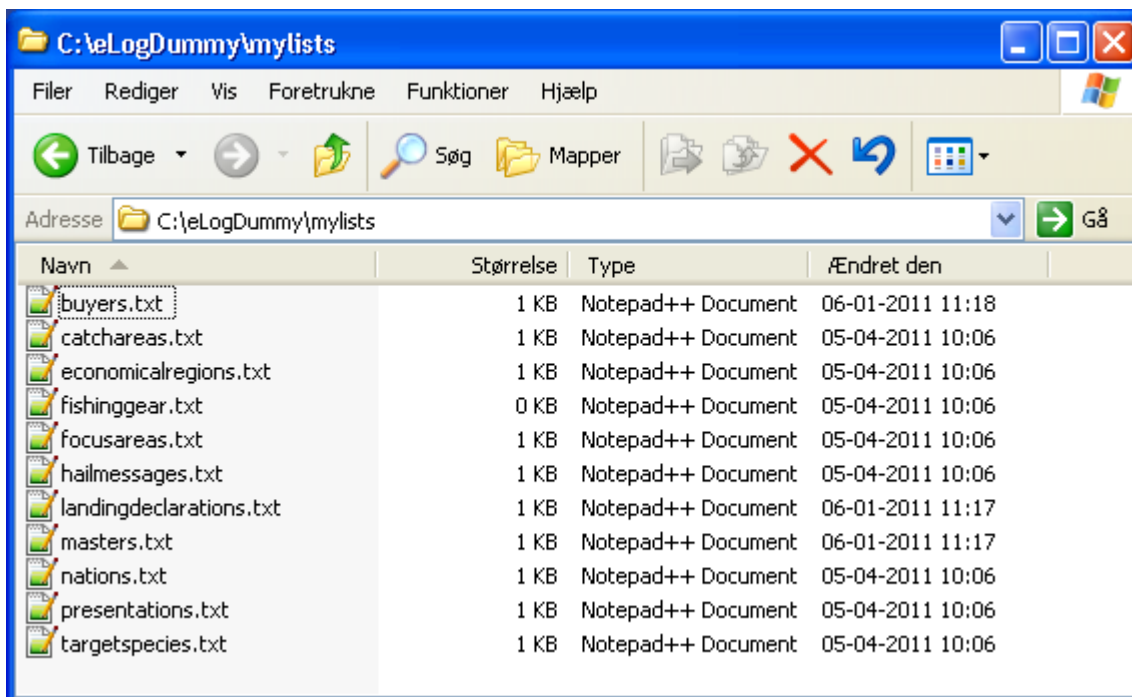 C:\eLogDummy\mylists
Filer Rediger Vis Foretrukne Funktioner Hjælp
Tilbage Søg Mapper
Adresse C:\eLogDummy\mylists Gå
Navn Størrelse Type Ændret den
buyers.txt 1 KB Notepad++ Document 06-01-2011 11:18
catchareas.txt 1 KB Notepad++ Document 05-04-2011 10:06
economicalregions.txt 1 KB Notepad++ Document 05-04-2011 10:06
fishinggear.txt 0 KB Notepad++ Document 05-04-2011 10:06
focusareas.txt 1 KB Notepad++ Document 05-04-2011 10:06
hailmessages.txt 1 KB Notepad++ Document 05-04-2011 10:06
landingdeclarations.txt 1 KB Notepad++ Document 06-01-2011 11:17
masters.txt 1 KB Notepad++ Document 06-01-2011 11:17
nations.txt 1 KB Notepad++ Document 05-04-2011 10:06
presentations.txt 1 KB Notepad++ Document 05-04-2011 10:06
targetspecies.txt 1 KB Notepad++ Document 05-04-2011 10:06